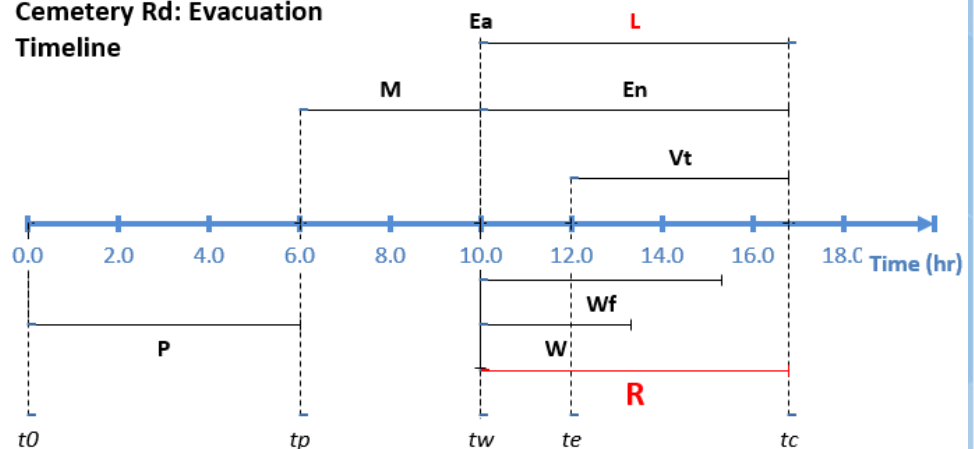 Cemetery Rd: Evacuation
Timeline
Ea
L
M
En
Vt
0.0 2.0 4.0 6.0 8.0 10.0 12.0 14.0 16.0 18.0 Time (hr)
Wf
P
W
R
t0 tp tw te tc